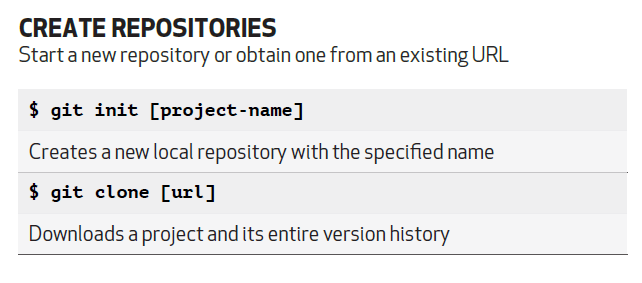 CREATE REPOSITORIES
Start a new repository or obtain one from an existing URL
$ git init [project-name]
Creates a new local repository with the specified name
$ git clone [url]
Downloads a project and its entire version history